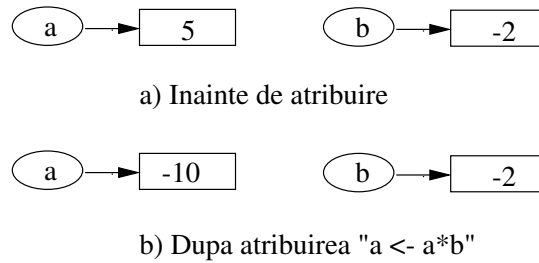 a 5 b -2
a) Inainte de atribuire
a -10 b -2
b) Dupa atribuirea "a <- a*b"